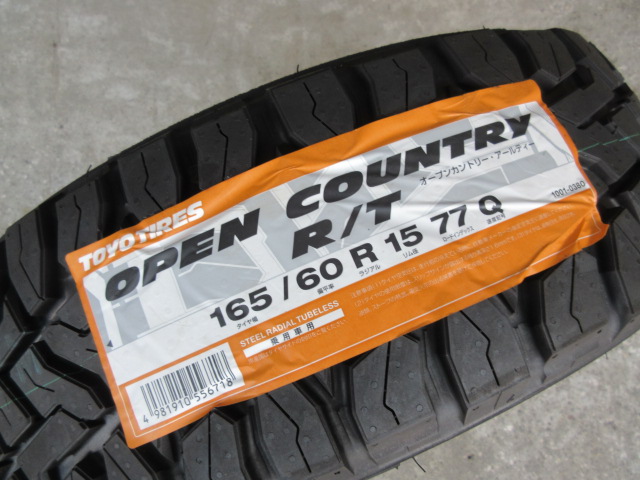 TOYO TIRES
OPEN COUNTRY
R/T
オープンカントリー・アールティー
1001-038D
165 / 60 R 15 77 Q
タイヤ幅 偏平率 ラジアル リム径 ロードインデックス 速度記号
STEEL RADIAL TUBELESS
乗用車用
4 981910 556718